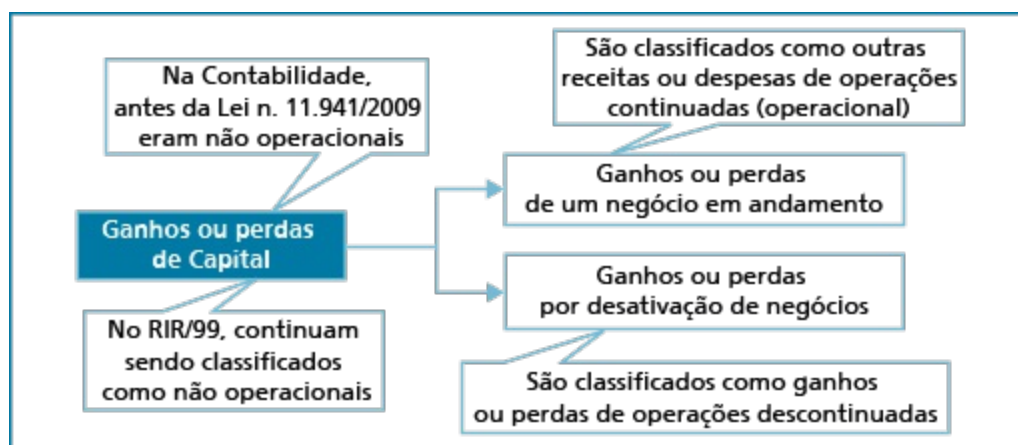 Na Contabilidade,
antes da Lei n. 11.941/2009
eram não operacionais
São classificados como outras
receitas ou despesas de operações
continuadas (operacional)
Ganhos ou perdas
de Capital
Ganhos ou perdas
de um negócio em andamento
Ganhos ou perdas
por desativação de negócios
No RIR/99, continuam
sendo classificados
como não operacionais
São classificados como ganhos
ou perdas de operações descontinuadas